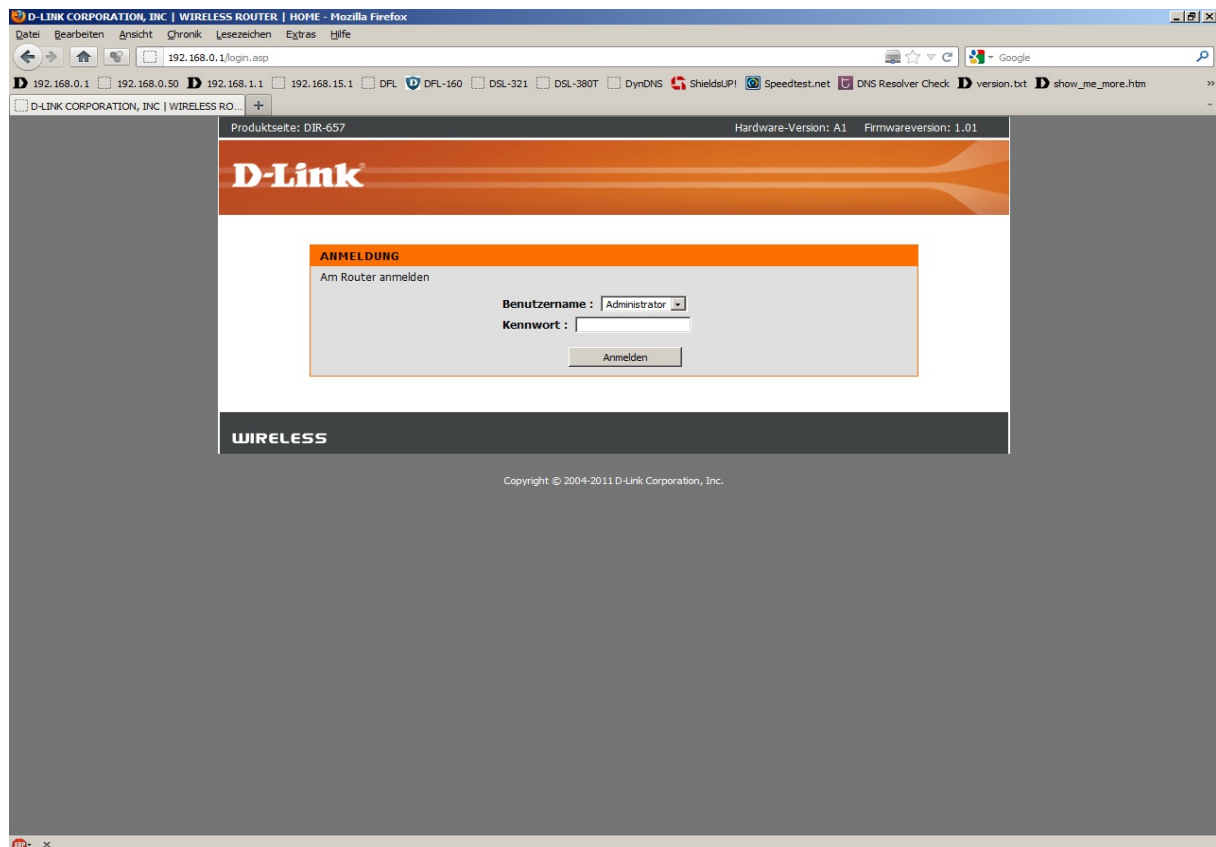 D-LINK CORPORATION, INC | WIRELESS ROUTER | HOME - Mozilla Firefox
Datei Bearbeiten Ansicht Chronik Lesezeichen Extras Hilfe
192.168.0.1/login.asp Google
192.168.0.1 192.168.0.50 192.168.1.1 192.168.15.1 DFL DFL-160 DSL-321 DSL-380T DynDNS ShieldsUP! Speedtest.net DNS Resolver Check version.txt show_me_more.htm »
D-LINK CORPORATION, INC | WIRELESS RO... +
Produktseite: DIR-657 Hardware-Version: A1 Firmwareversion: 1.01
D-Link
ANMELDUNG
Am Router anmelden
Benutzername : Administrator
Kennwort :
Anmelden
WIRELESS
Copyright © 2004-2011 D-Link Corporation, Inc.
ABP x